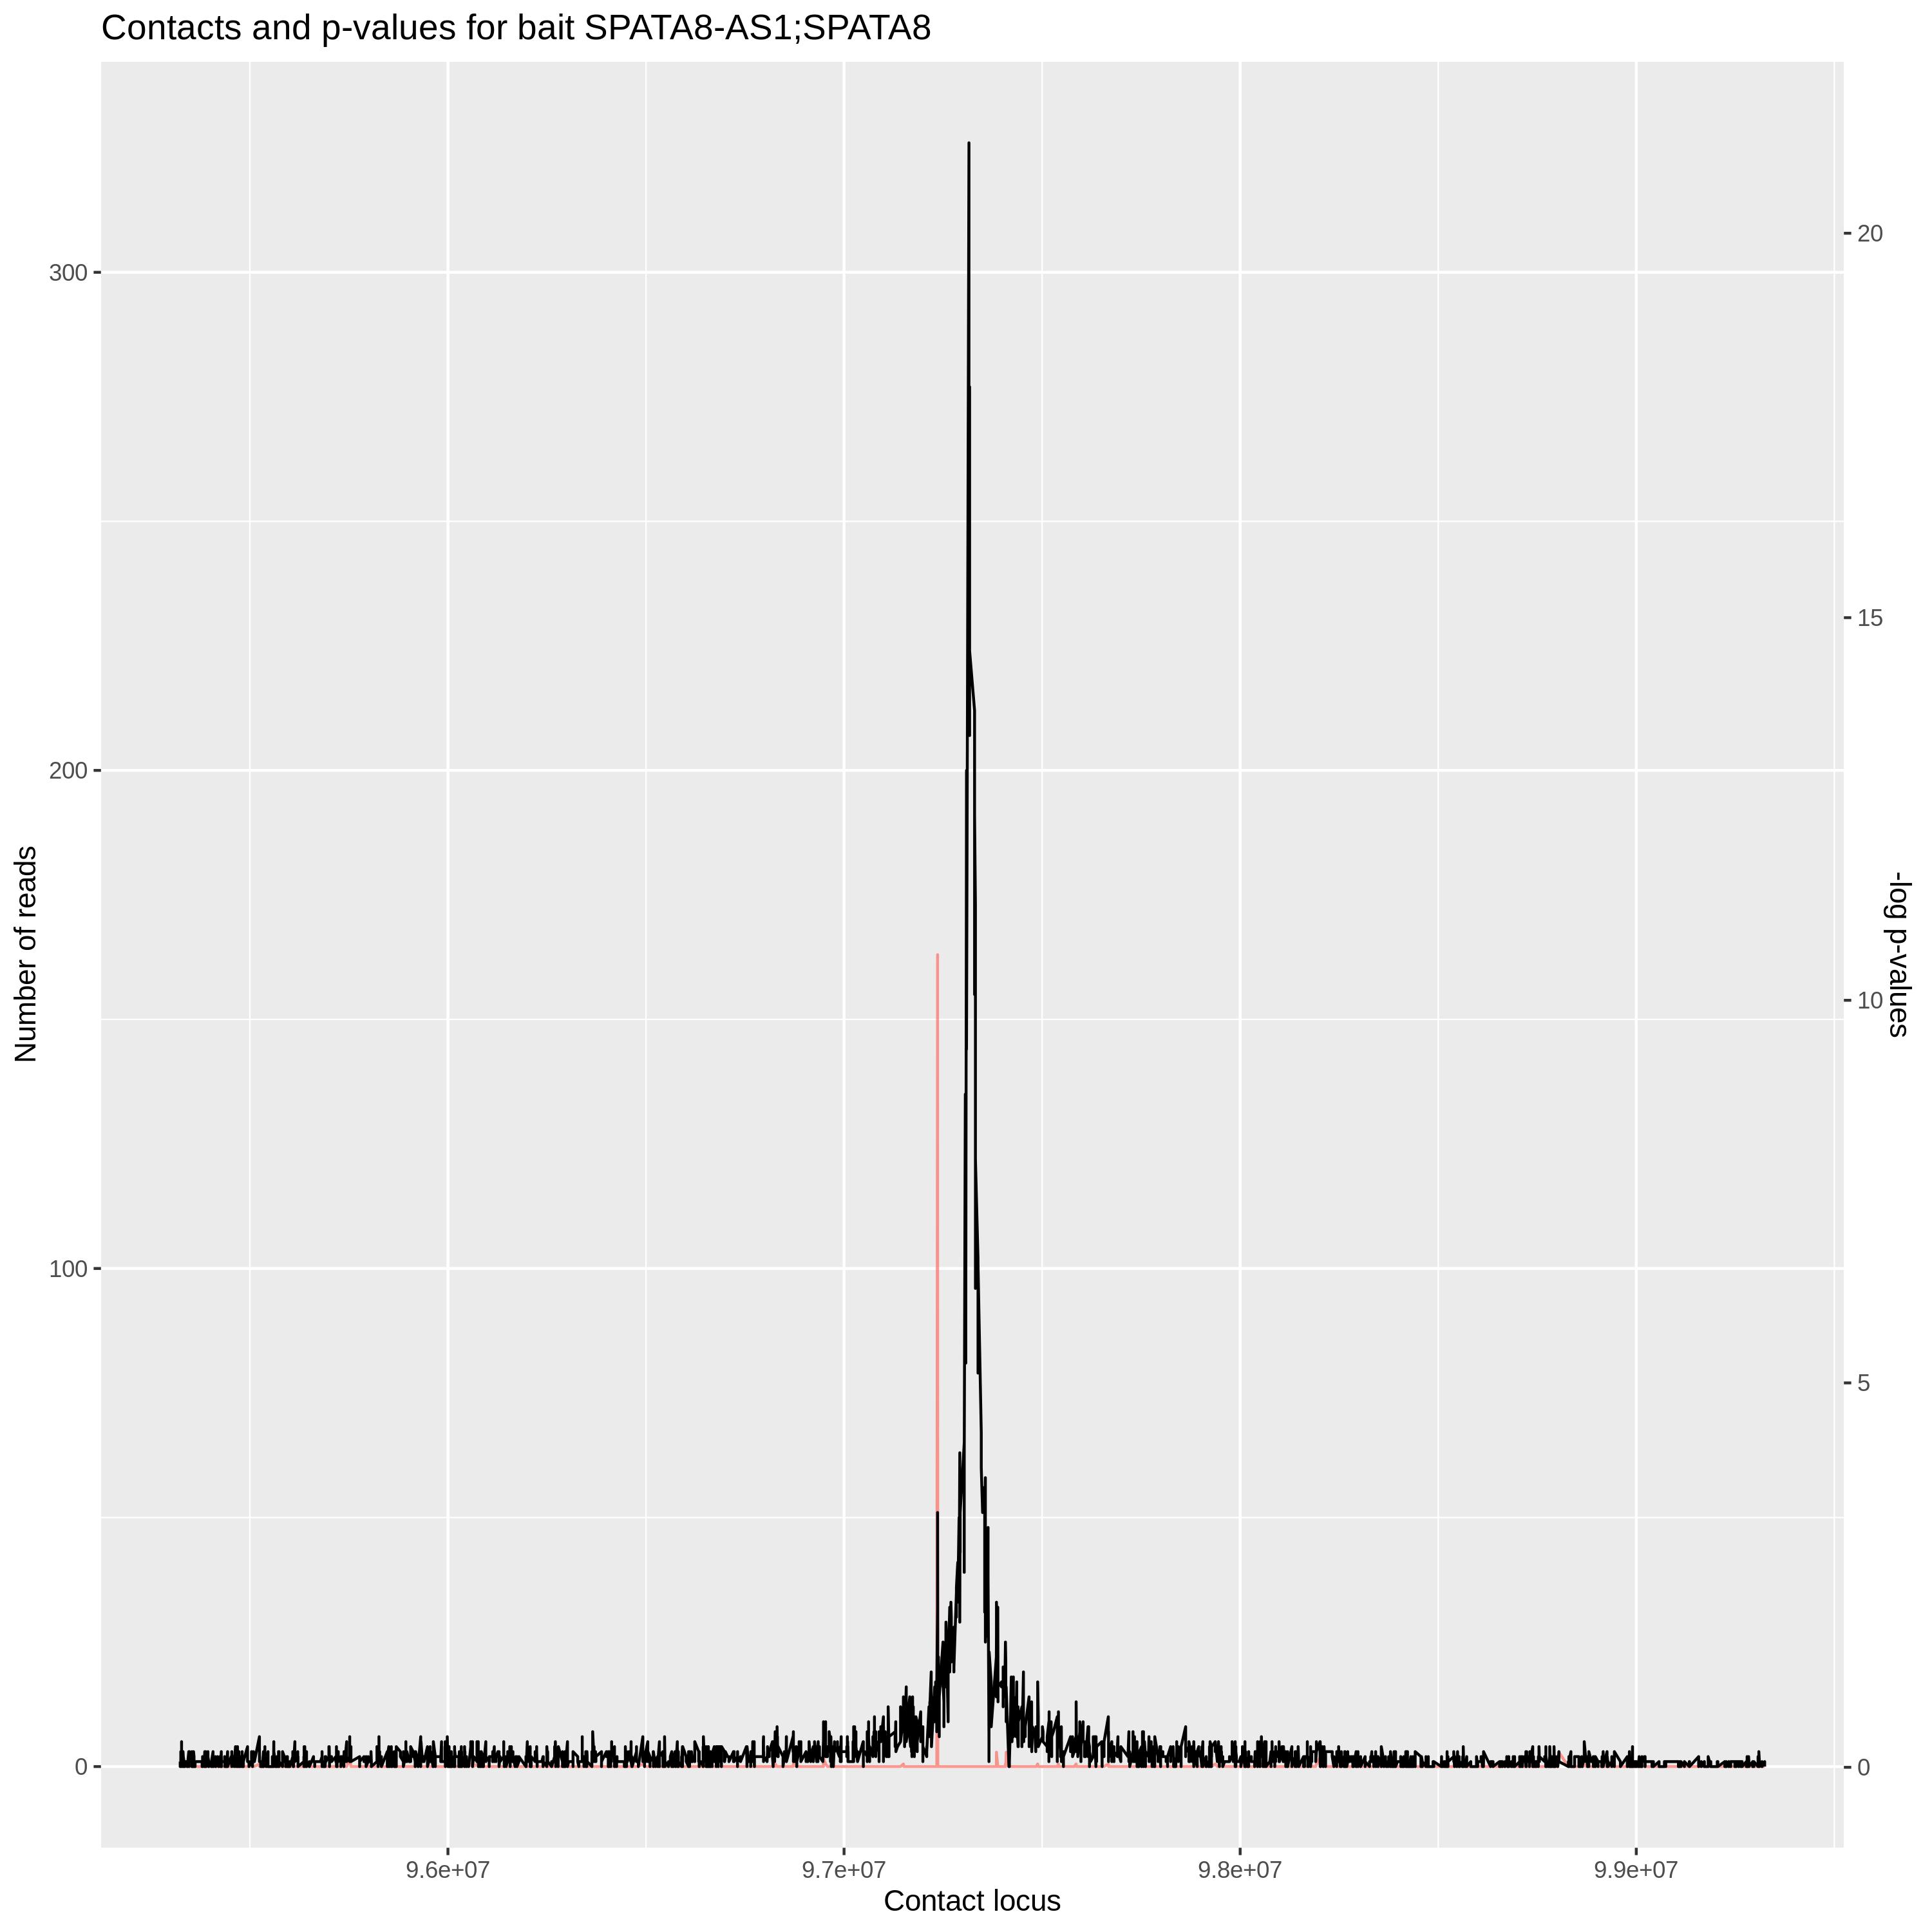 Contacts and p-values for bait SPATA8-AS1;SPATA8
Number of reads
300
200
100
0
20
15
10
5
0
-log p-values
9.6e+07 9.7e+07 9.8e+07 9.9e+07
Contact locus